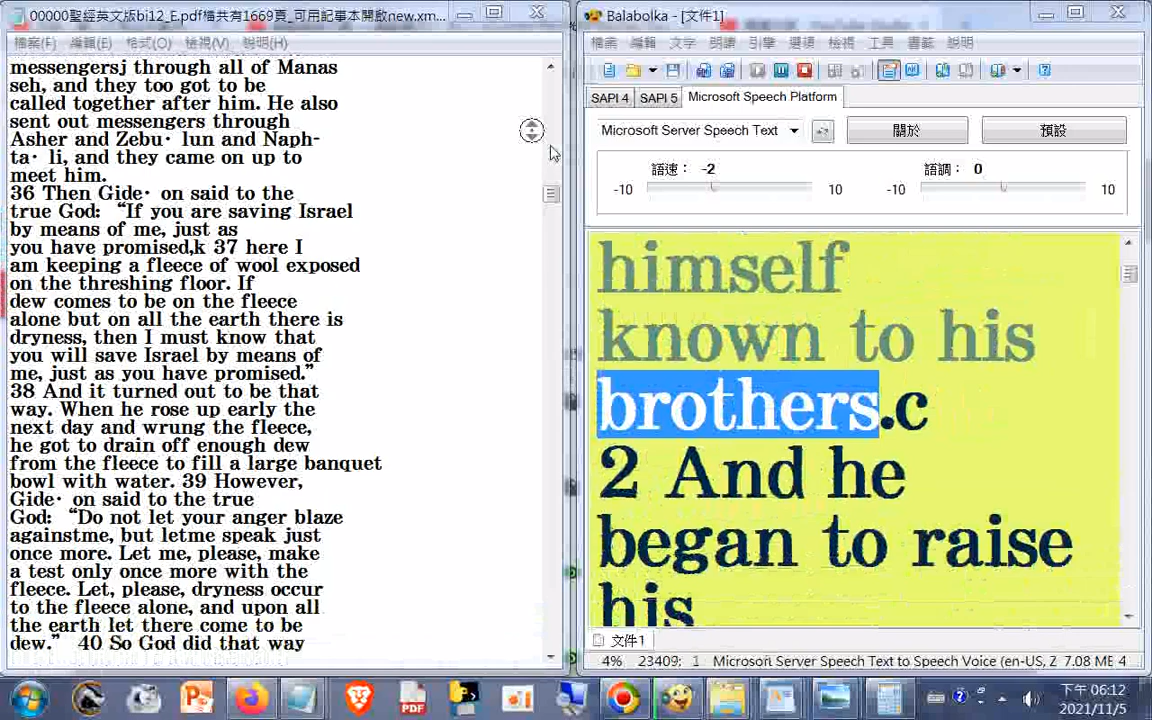 00000聖經英文版bi12_E.pdf檔共有1669頁_可用記事本開啟new.xm...
檔案(F) 編輯(E) 格式(O) 檢視(V) 說明(H)
messengersj through all of Manas
seh, and they too got to be
called together after him. He also
sent out messengers through
Asher and Zebu· lun and Naph-
ta· li, and they came on up to
meet him.
36 Then Gide· on said to the
true God: “If you are saving Israel
by means of me, just as
you have promised,k 37 here I
am keeping a fleece of wool exposed
on the threshing floor. If
dew comes to be on the fleece
alone but on all the earth there is
dryness, then I must know that
you will save Israel by means of
me, just as you have promised.”
38 And it turned out to be that
way. When he rose up early the
next day and wrung the fleece,
he got to drain off enough dew
from the fleece to fill a large banquet
bowl with water. 39 However,
Gide· on said to the true
God: “Do not let your anger blaze
againstme, but letme speak just
once more. Let me, please, make
a test only once more with the
fleece. Let, please, dryness occur
to the fleece alone, and upon all
the earth let there come to be
dew.” 40 So God did that way
Balabolka - [文件1]
檔案 編輯 文字 朗讀 引擎 選項 檢視 工具 書籤 說明
SAPI 4 SAPI 5 Microsoft Speech Platform
Microsoft Server Speech Text 關於 預設
語速： -2 語調： 0
-10 10 -10 10
himself
known to his
brothers.c
2 And he
began to raise
his
文件1
4% 23409: 1 Microsoft Server Speech Text to Speech Voice (en-US, Z 7.08 ME 4
PDF
下午 06:12
2021/11/5